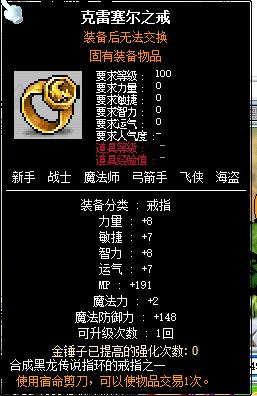 克雷塞尔之戒
装备后无法交换
固有装备物品
要求等级： 100
要求力量： 0
要求敏捷： 0
要求智力： 0
要求运气： 0
要求人气度： -
道具等级： -
道具经验值： -
新手 战士 魔法师 弓箭手 飞侠 海盗
装备分类：戒指
力量：+8
敏捷：+7
智力：+8
运气：+7
MP：+191
魔法力：+2
魔法防御力：+148
可升级次数：1回
金锤子已提高的强化次数：0
合成黑龙传说指环的戒指之一
使用宿命剪刀，可以使物品交易1次。